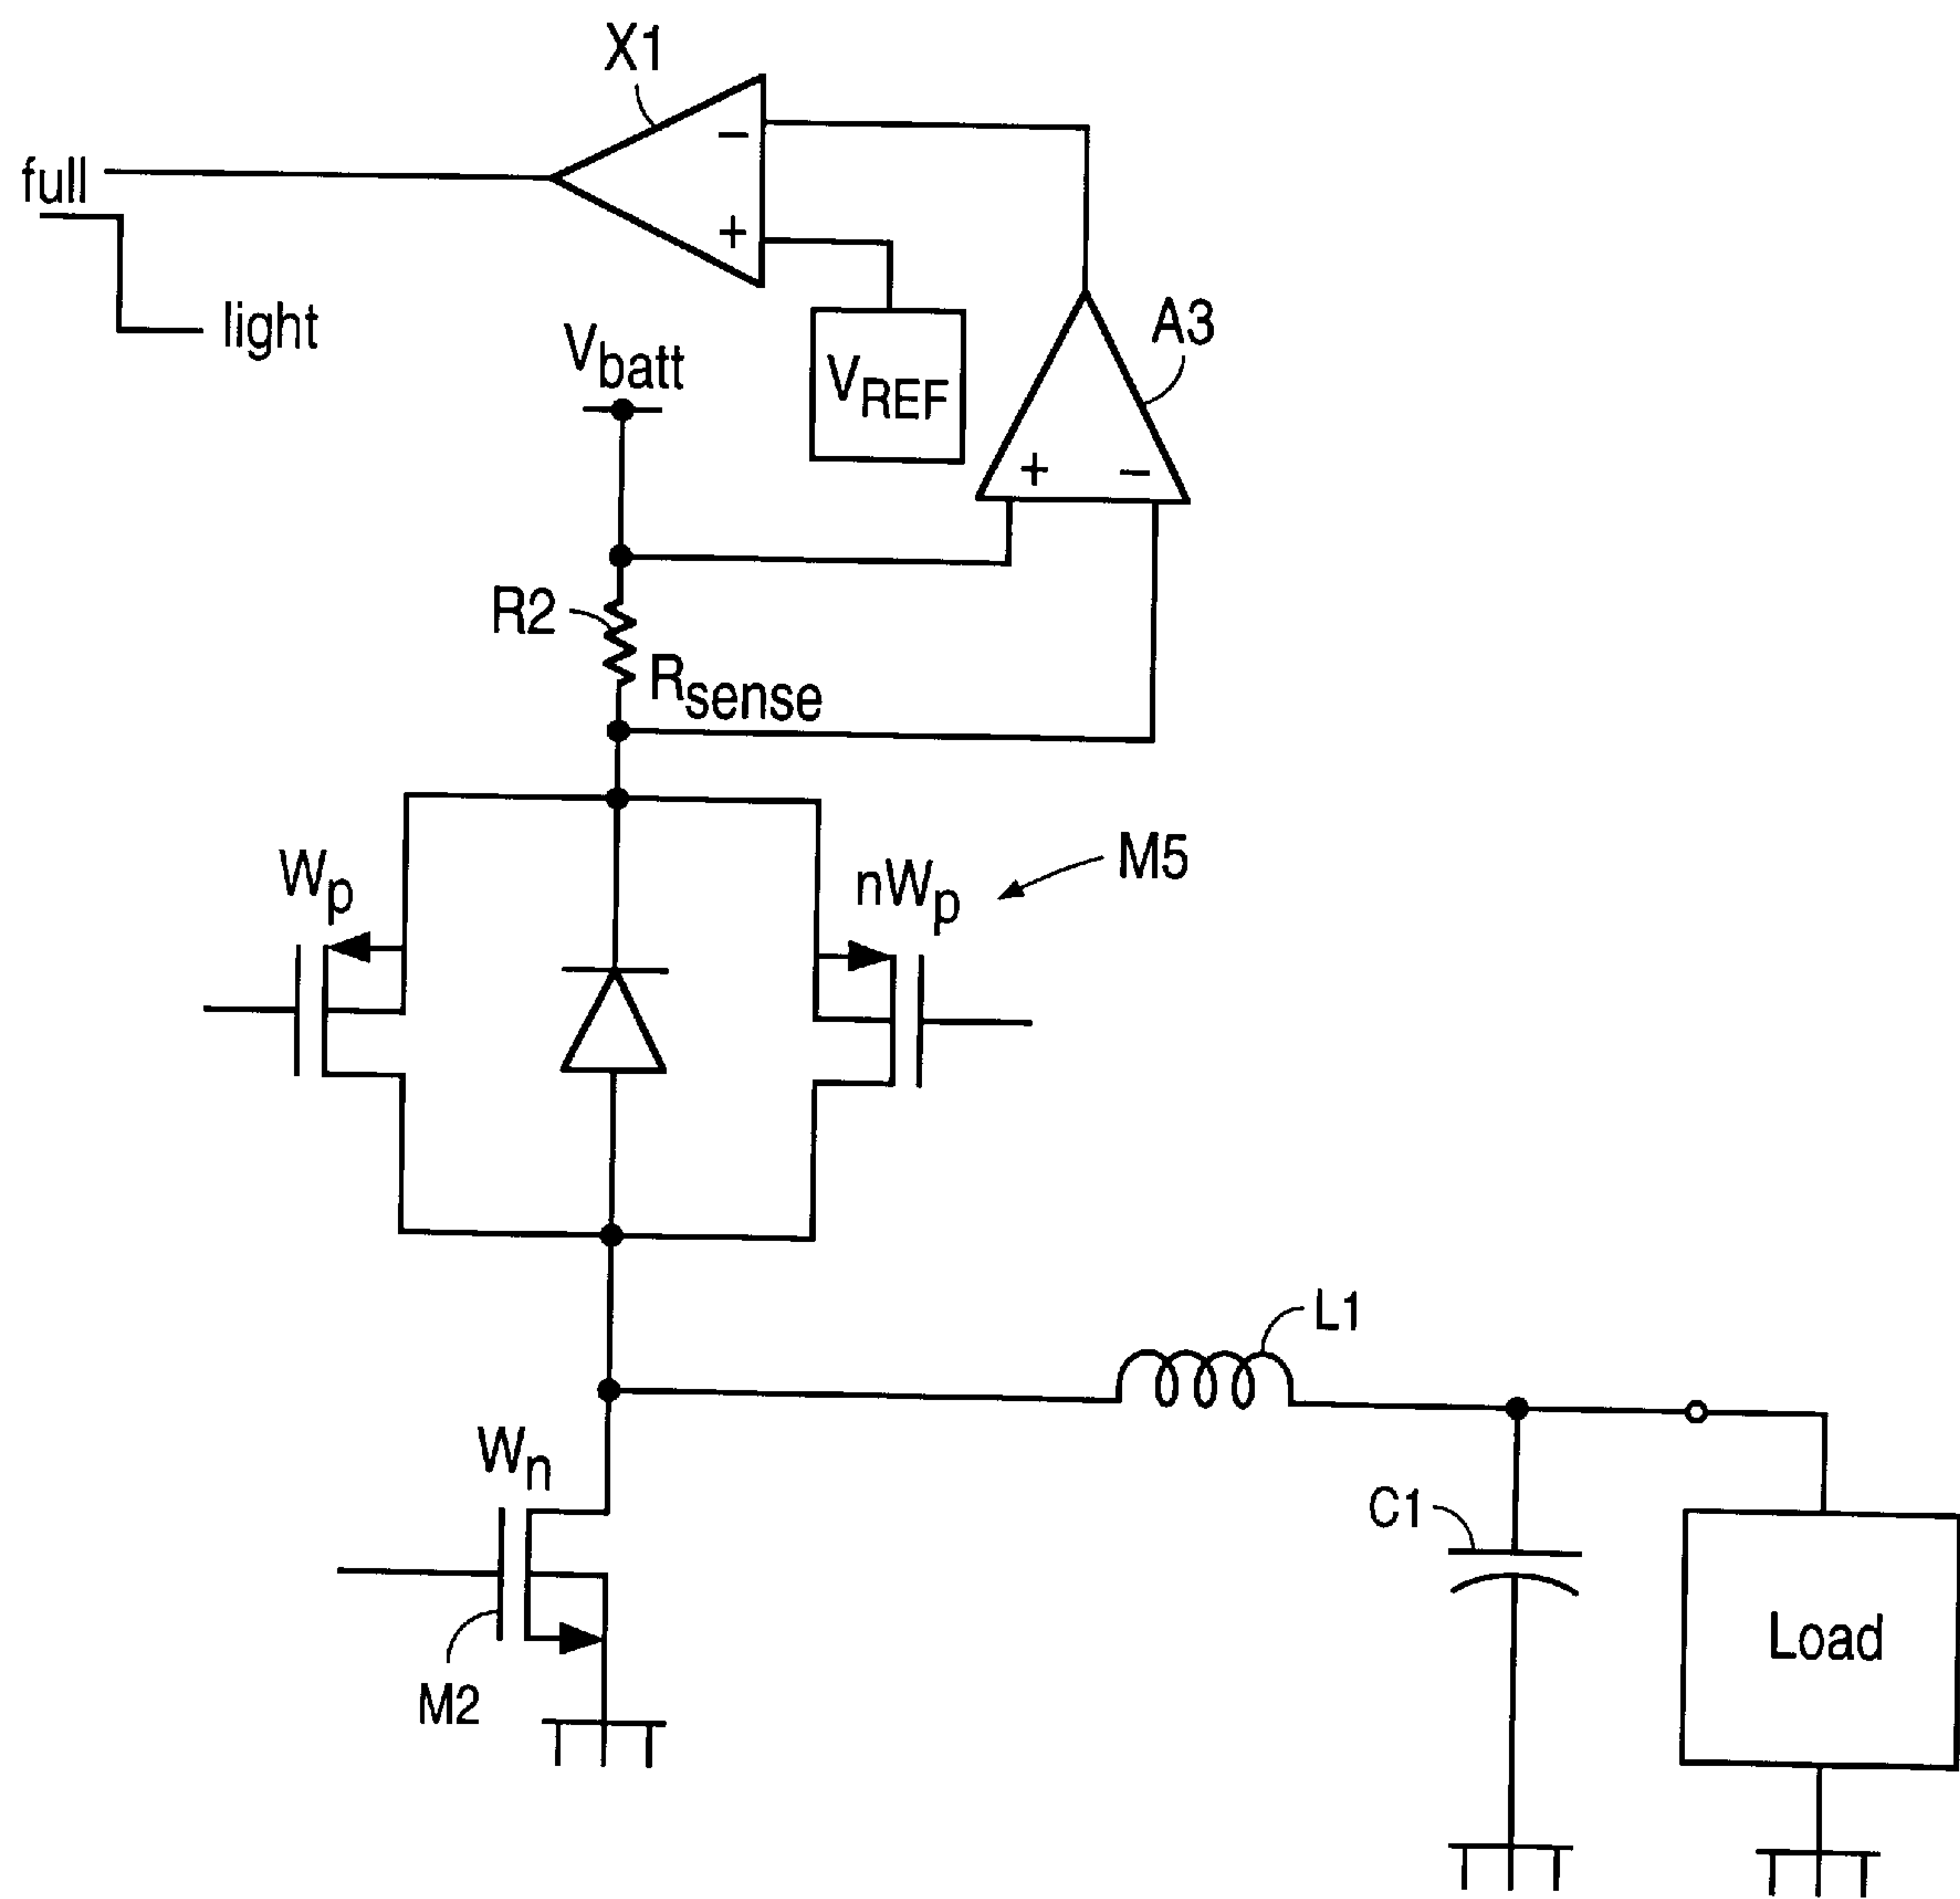 X1
−
full
+
light
Vbatt
VREF
A3
+ −
R2
Rsense
Wp
nWp
M5
L1
Wn
C1
Load
M2